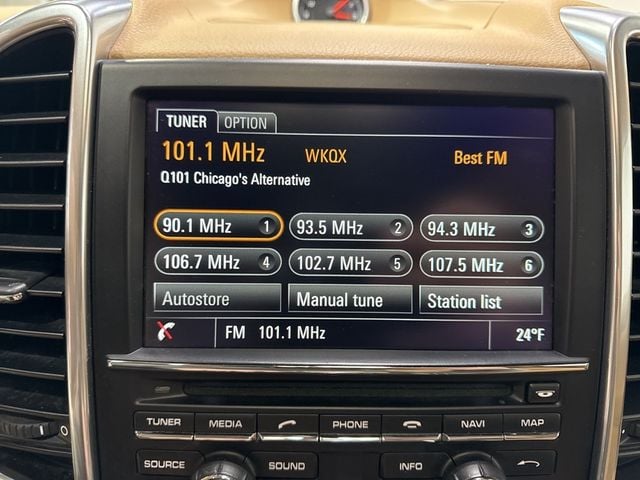 TUNER OPTION
101.1 MHz WKQX Best FM
Q101 Chicago's Alternative
90.1 MHz 1 93.5 MHz 2 94.3 MHz 3
106.7 MHz 4 102.7 MHz 5 107.5 MHz 6
Autostore Manual tune Station list
FM 101.1 MHz 24°F
TUNER MEDIA PHONE NAVI MAP
SOURCE SOUND INFO